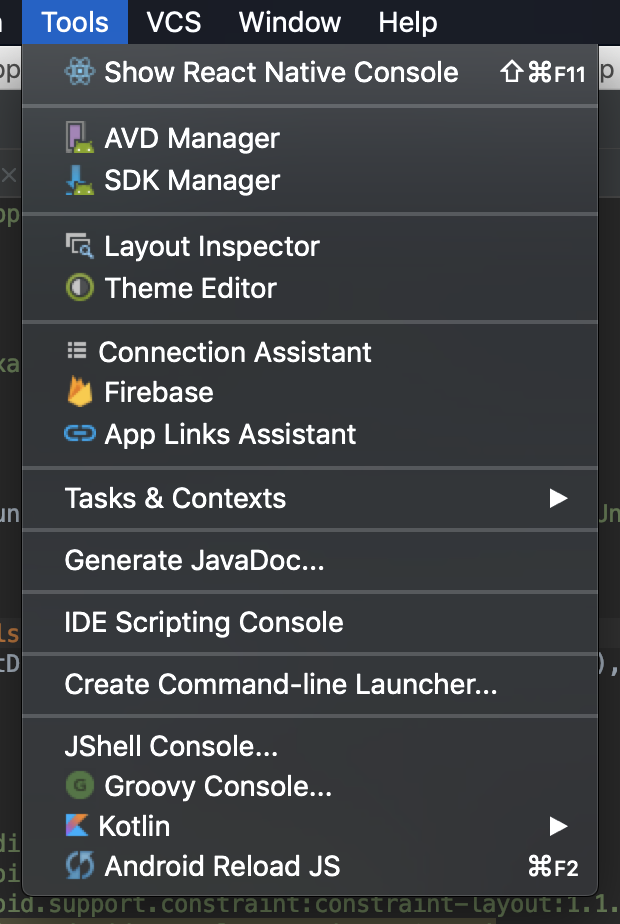 Tools VCS Window Help
Show React Native Console ⇧⌘F11
AVD Manager
SDK Manager
Layout Inspector
Theme Editor
Connection Assistant
Firebase
App Links Assistant
Tasks & Contexts
Generate JavaDoc...
IDE Scripting Console
Create Command-line Launcher...
JShell Console...
Groovy Console...
Kotlin
Android Reload JS ⌘F2
oid.support.constraint:constraint-layout:1.1.